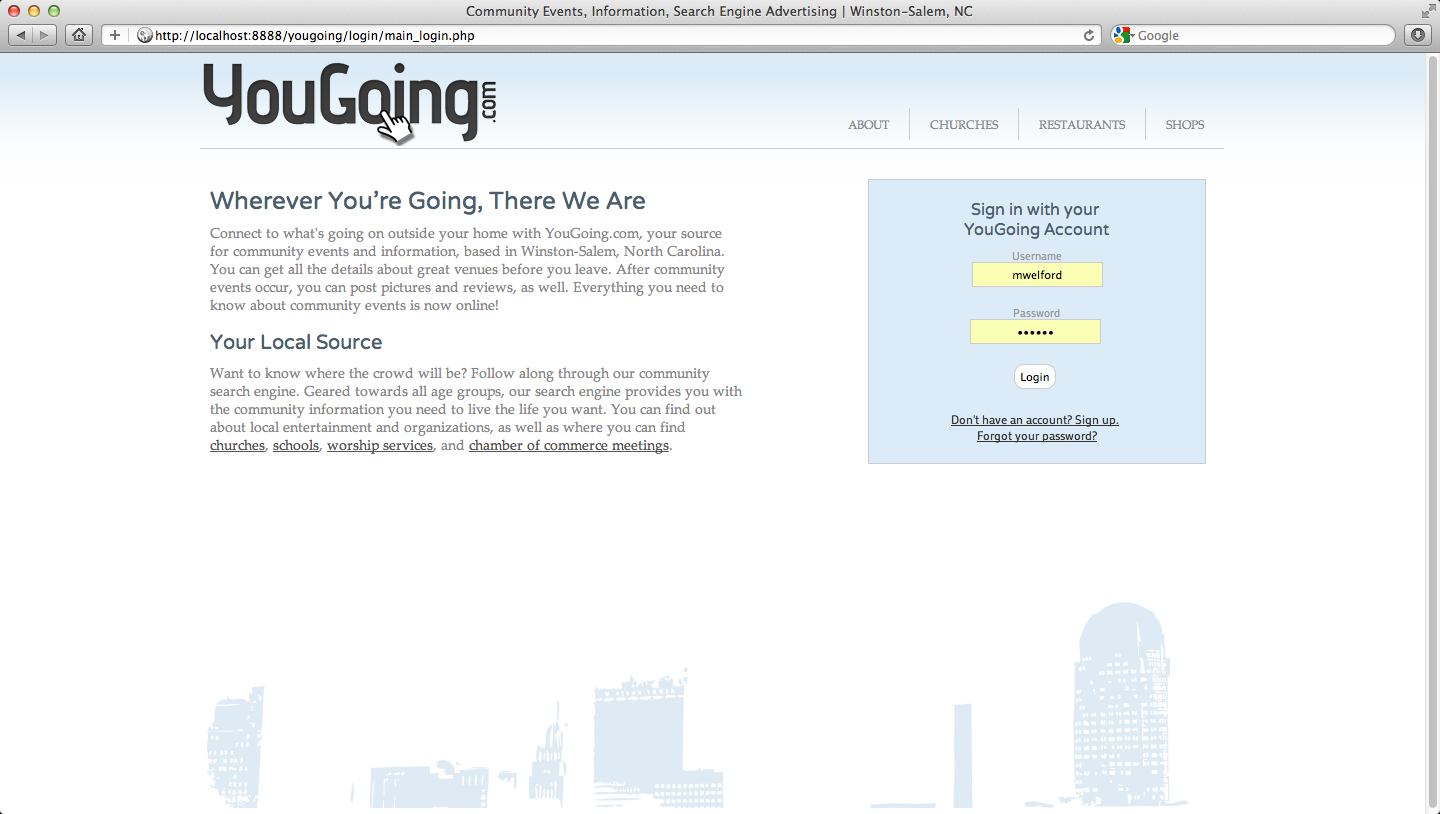 Community Events, Information, Search Engine Advertising | Winston-Salem, NC
http://localhost:8888/yougoing/login/main_login.php
Google
YouGoing.com
ABOUT
CHURCHES
RESTAURANTS
SHOPS
Wherever You’re Going, There We Are
Connect to what's going on outside your home with YouGoing.com, your source
for community events and information, based in Winston-Salem, North Carolina.
You can get all the details about great venues before you leave. After community
events occur, you can post pictures and reviews, as well. Everything you need to
know about community events is now online!
Your Local Source
Want to know where the crowd will be? Follow along through our community
search engine. Geared towards all age groups, our search engine provides you with
the community information you need to live the life you want. You can find out
about local entertainment and organizations, as well as where you can find
churches, schools, worship services, and chamber of commerce meetings.
Sign in with your
YouGoing Account
Username
mwelford
Password
••••••
Login
Don't have an account? Sign up.
Forgot your password?